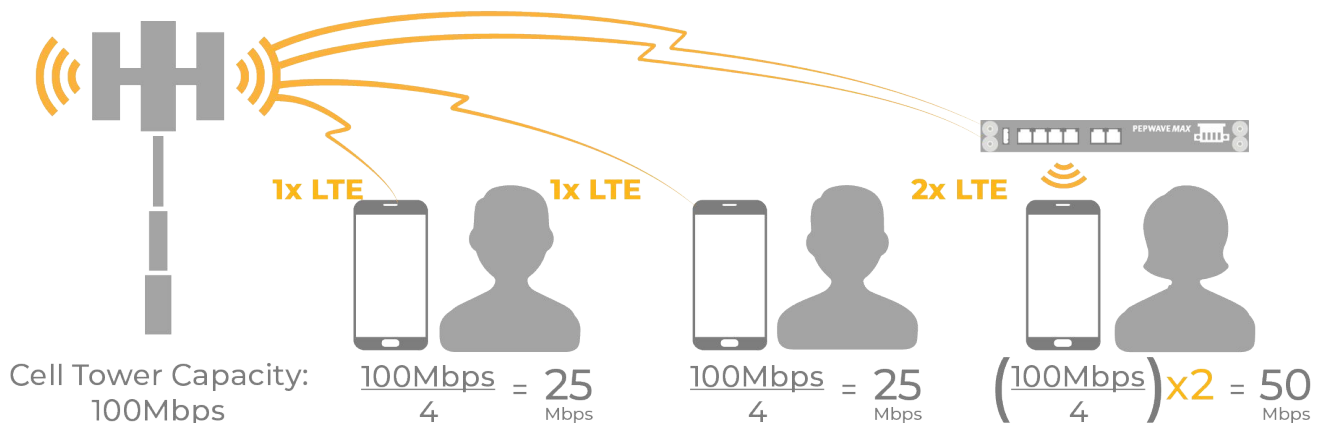 PEPWAVE MAX
1x LTE
1x LTE
2x LTE
Cell Tower Capacity:
100Mbps
100Mbps
4
= 25
Mbps
100Mbps
4
= 25
Mbps
(100Mbps
4
)x2 = 50
Mbps